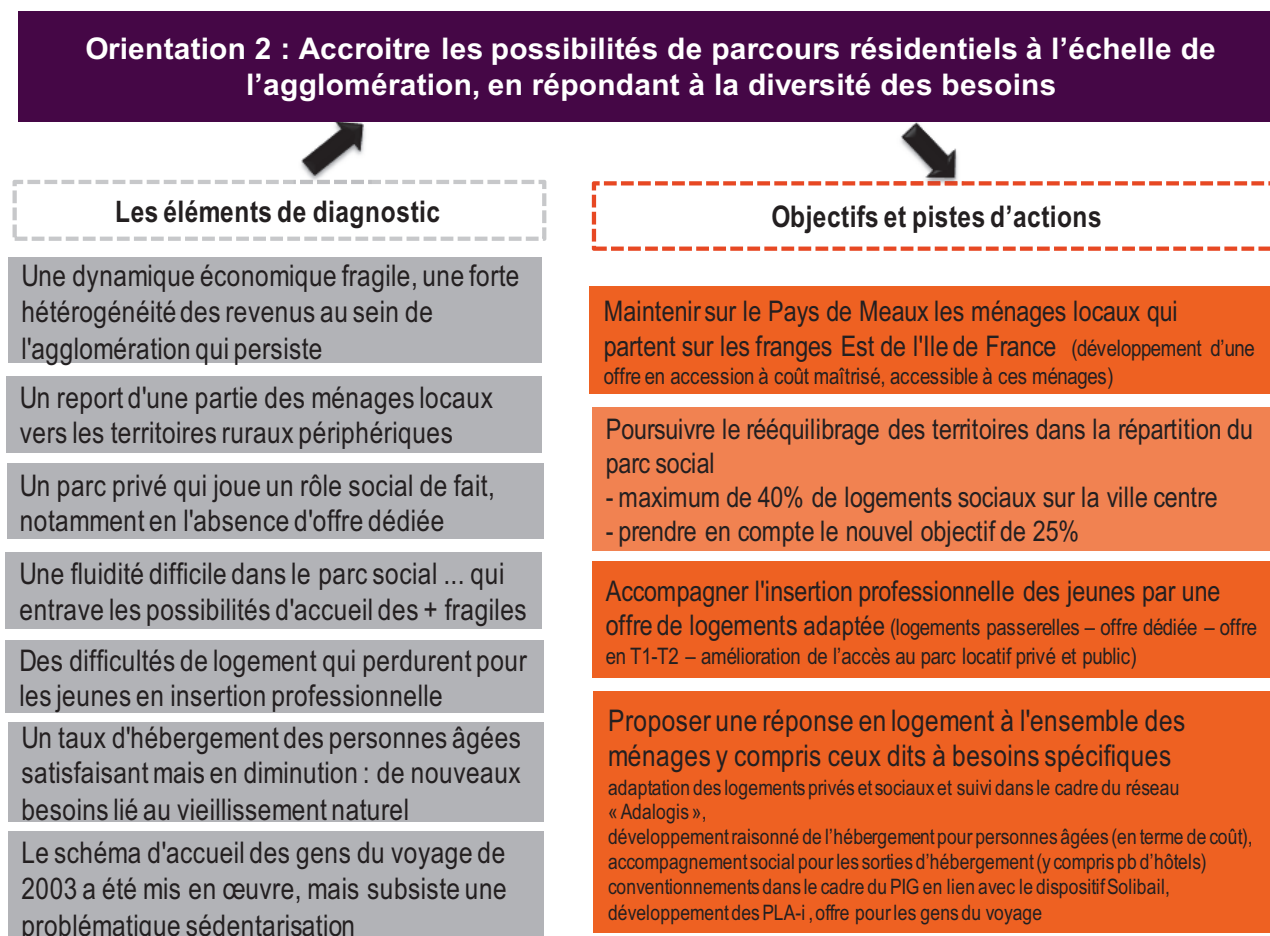 Orientation 2 : Accroitre les possibilités de parcours résidentiels à l'échelle de
l'agglomération, en répondant à la diversité des besoins
Les éléments de diagnostic
Une dynamique économique fragile, une forte
hétérogénéité des revenus au sein de
l'agglomération qui persiste
Un report d'une partie des ménages locaux
vers les territoires ruraux périphériques
Un parc privé qui joue un rôle social de fait,
notamment en l'absence d'offre dédiée
Une fluidité difficile dans le parc social ... qui
entrave les possibilités d'accueil des + fragiles
Des difficultés de logement qui perdurent pour
les jeunes en insertion professionnelle
Un taux d'hébergement des personnes âgées
satisfaisant mais en diminution : de nouveaux
besoins lié au vieillissement naturel
Le schéma d'accueil des gens du voyage de
2003 a été mis en œuvre, mais subsiste une
problématique sédentarisation
Objectifs et pistes d'actions
Maintenir sur le Pays de Meaux les ménages locaux qui
partent sur les franges Est de l'Ile de France (développement d'une
offre en accession à coût maîtrisé, accessible à ces ménages)
Poursuivre le rééquilibrage des territoires dans la répartition du
parc social
- maximum de 40% de logements sociaux sur la ville centre
- prendre en compte le nouvel objectif de 25%
Accompagner l'insertion professionnelle des jeunes par une
offre de logements adaptée (logements passerelles – offre dédiée – offre
en T1-T2 – amélioration de l'accès au parc locatif privé et public)
Proposer une réponse en logement à l'ensemble des
ménages y compris ceux dits à besoins spécifiques
adaptation des logements privés et sociaux et suivi dans le cadre du réseau
« Adalogis »,
développement raisonné de l'hébergement pour personnes âgées (en terme de coût),
accompagnement social pour les sorties d'hébergement (y compris pb d'hôtels)
conventionnements dans le cadre du PIG en lien avec le dispositif Solibail,
développement des PLA-i , offre pour les gens du voyage